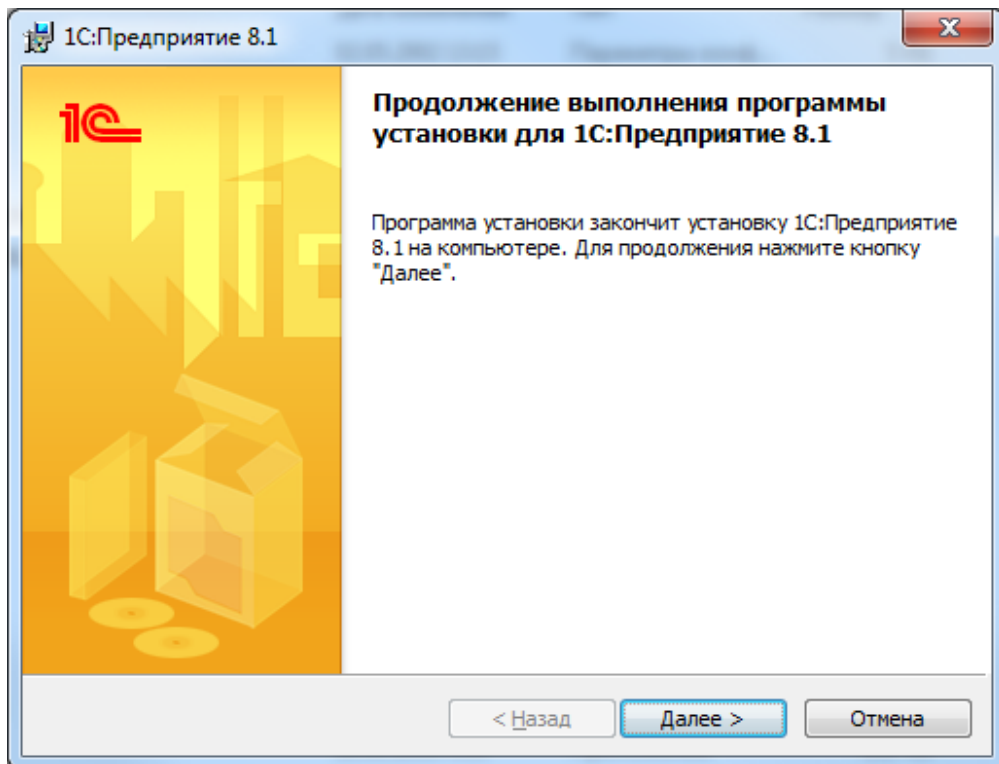 1С:Предприятие 8.1
1С
Продолжение выполнения программы
установки для 1С:Предприятие 8.1
Программа установки закончит установку 1С:Предприятие
8.1 на компьютере. Для продолжения нажмите кнопку
"Далее".
< Назад
Далее >
Отмена